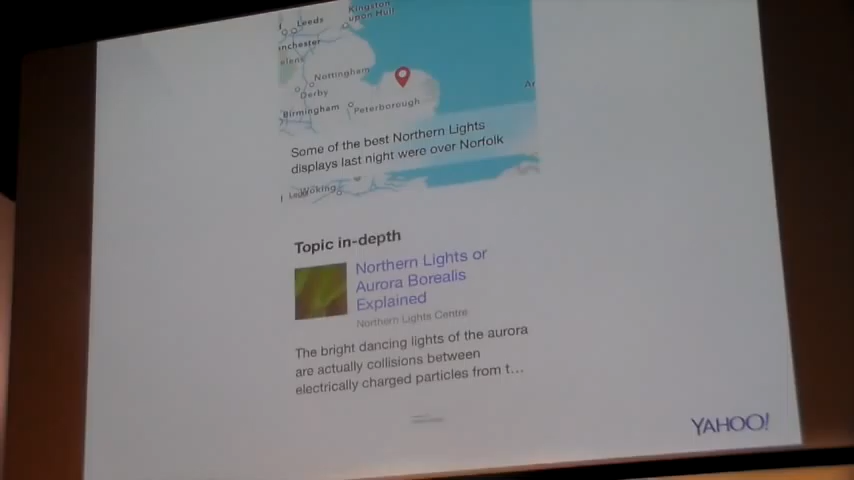 Kingston
upon Hull
Leeds
nchester
elens
Nottingham
Derby
Birmingham
Peterborough
Some of the best Northern Lights
displays last night were over Norfolk
Woking
Topic in-depth
Northern Lights or
Aurora Borealis
Explained
Northern Lights Centre
The bright dancing lights of the aurora
are actually collisions between
electrically charged particles from t...
YAHOO!